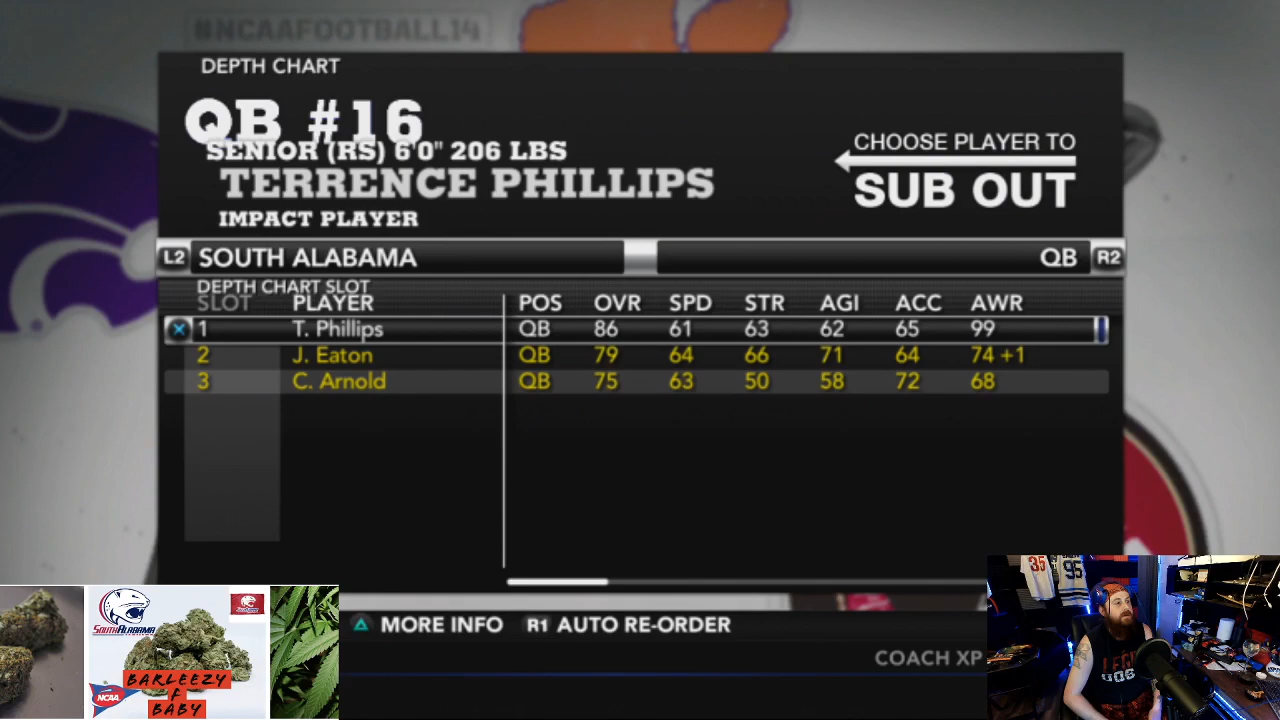 #NCAAFOOTBALL14
DEPTH CHART
QB #16
SENIOR (RS) 6'0" 206 LBS
TERRENCE PHILLIPS
IMPACT PLAYER
CHOOSE PLAYER TO
SUB OUT
L2 SOUTH ALABAMA QB R2
DEPTH CHART SLOT
SLOT PLAYER POS OVR SPD STR AGI ACC AWR
1 T. Phillips QB 86 61 63 62 65 99
2 J. Eaton QB 79 64 66 71 64 74 +1
3 C. Arnold QB 75 63 50 58 72 68
MORE INFO R1 AUTO RE-ORDER
COACH XP
SOUTH ALABAMA
BARLEEZY
F
BABY
NCAA
35
95